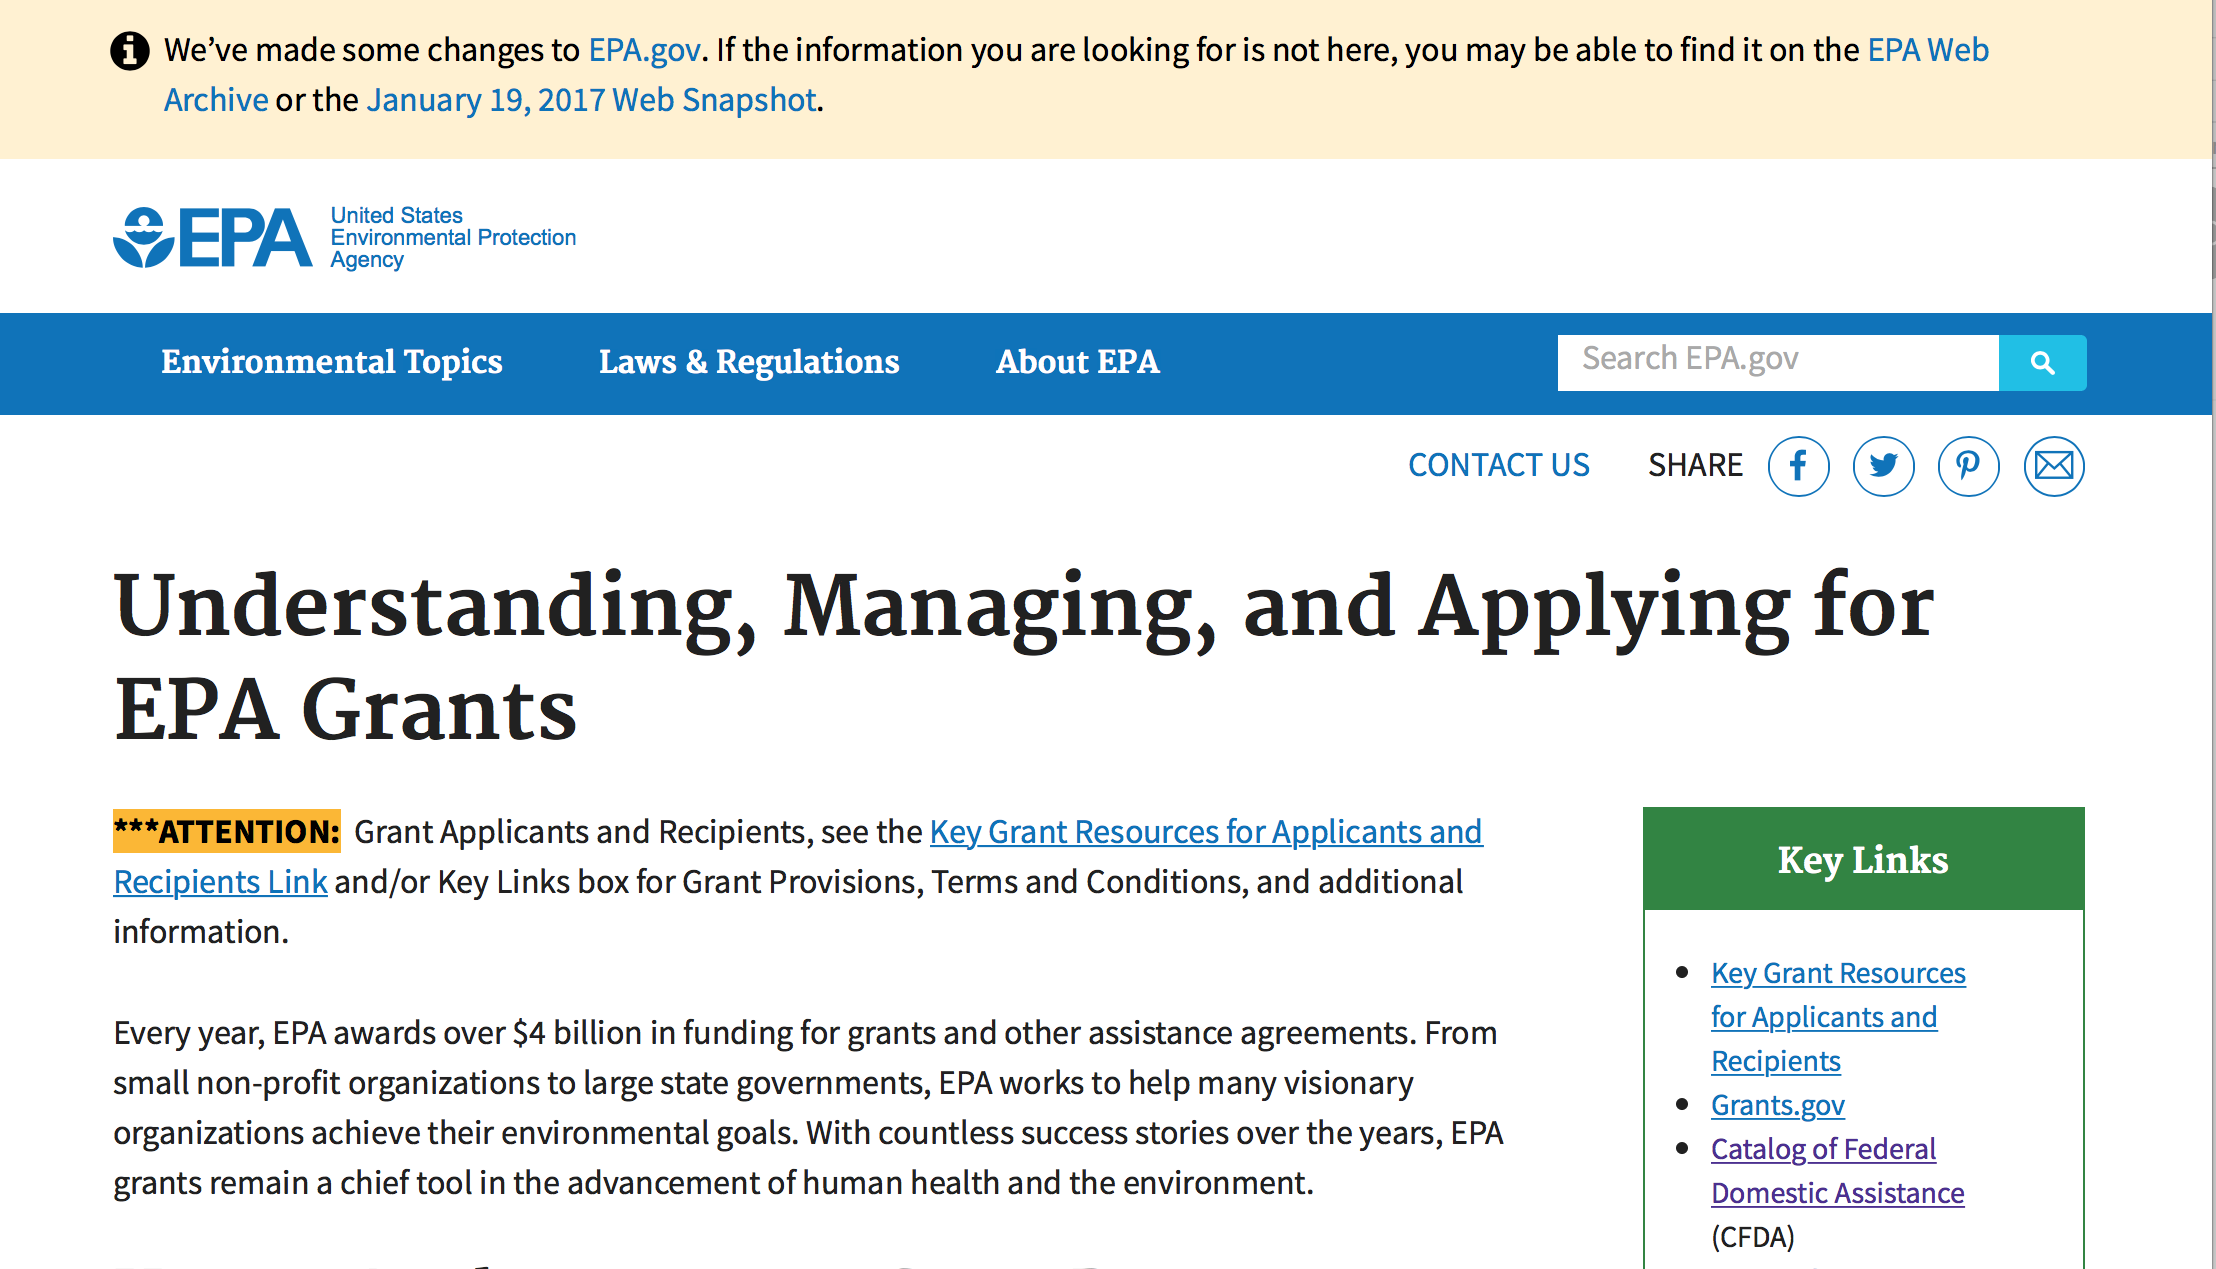 We’ve made some changes to EPA.gov. If the information you are looking for is not here, you may be able to find it on the EPA Web
Archive or the January 19, 2017 Web Snapshot.
EPA
United States
Environmental Protection
Agency
Environmental Topics
Laws & Regulations
About EPA
Search EPA.gov
CONTACT US
SHARE
Understanding, Managing, and Applying for
EPA Grants
***ATTENTION: Grant Applicants and Recipients, see the Key Grant Resources for Applicants and
Recipients Link and/or Key Links box for Grant Provisions, Terms and Conditions, and additional
information.
Every year, EPA awards over $4 billion in funding for grants and other assistance agreements. From
small non-profit organizations to large state governments, EPA works to help many visionary
organizations achieve their environmental goals. With countless success stories over the years, EPA
grants remain a chief tool in the advancement of human health and the environment.
Key Links
Key Grant Resources
for Applicants and
Recipients
Grants.gov
Catalog of Federal
Domestic Assistance
(CFDA)